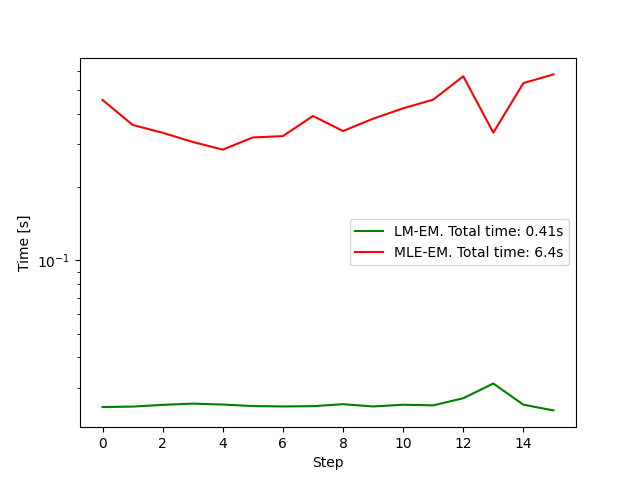 Time [s]
10⁻¹
LM-EM. Total time: 0.41s
MLE-EM. Total time: 6.4s
0 2 4 6 8 10 12 14
Step